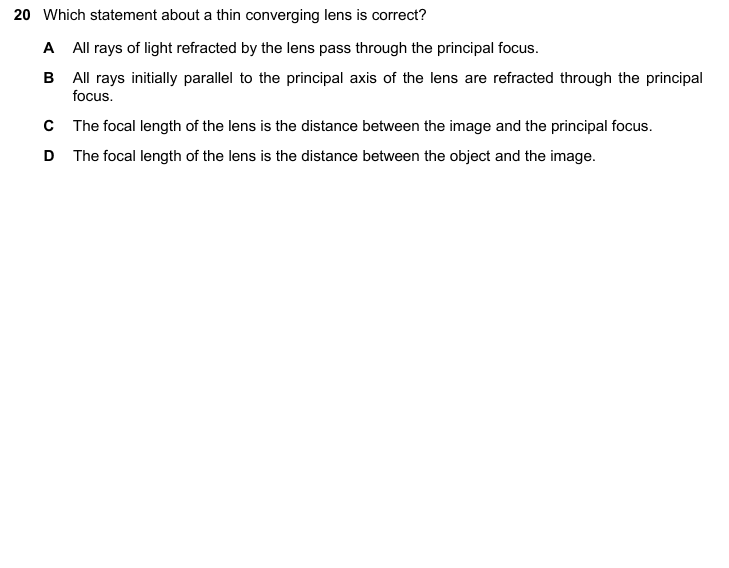 20 Which statement about a thin converging lens is correct?
A All rays of light refracted by the lens pass through the principal focus.
B All rays initially parallel to the principal axis of the lens are refracted through the principal
focus.
C The focal length of the lens is the distance between the image and the principal focus.
D The focal length of the lens is the distance between the object and the image.